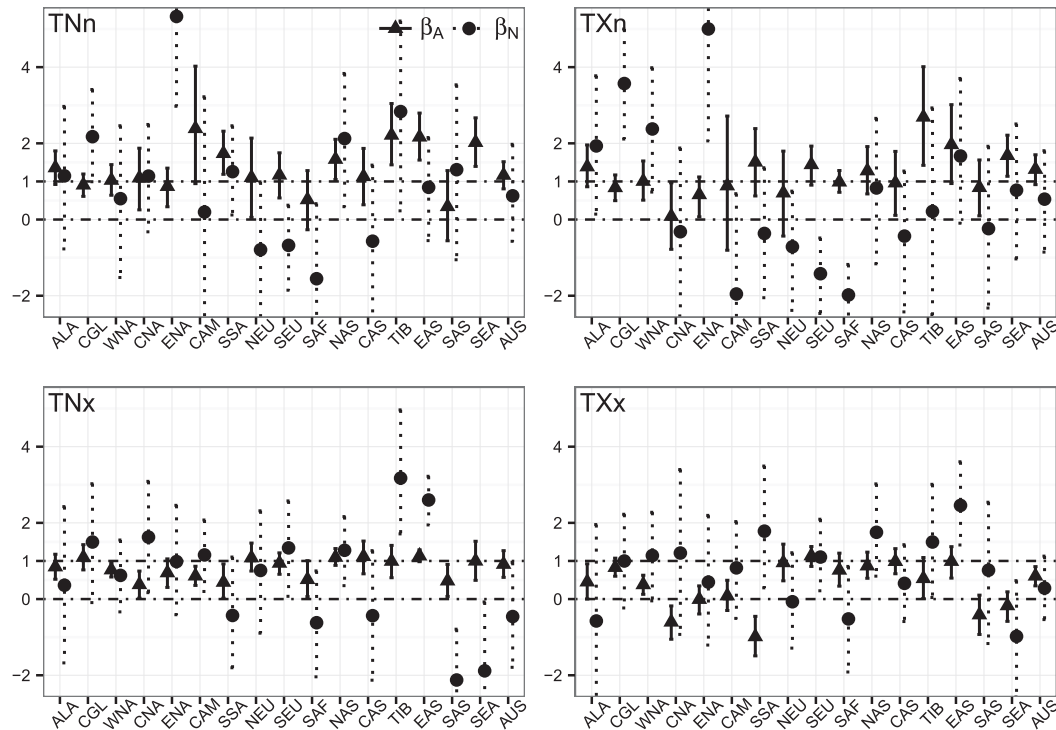 TNn
β_A β_N
4
2
1
0
−2
ALA CGL WNA CNA ENA CAM SSA NEU SEU SAF NAS CAS TIB EAS SAS SEA AUS
TXn
4
2
1
0
−2
ALA CGL WNA CNA ENA CAM SSA NEU SEU SAF NAS CAS TIB EAS SAS SEA AUS
TNx
4
2
1
0
−2
ALA CGL WNA CNA ENA CAM SSA NEU SEU SAF NAS CAS TIB EAS SAS SEA AUS
TXx
4
2
1
0
−2
ALA CGL WNA CNA ENA CAM SSA NEU SEU SAF NAS CAS TIB EAS SAS SEA AUS